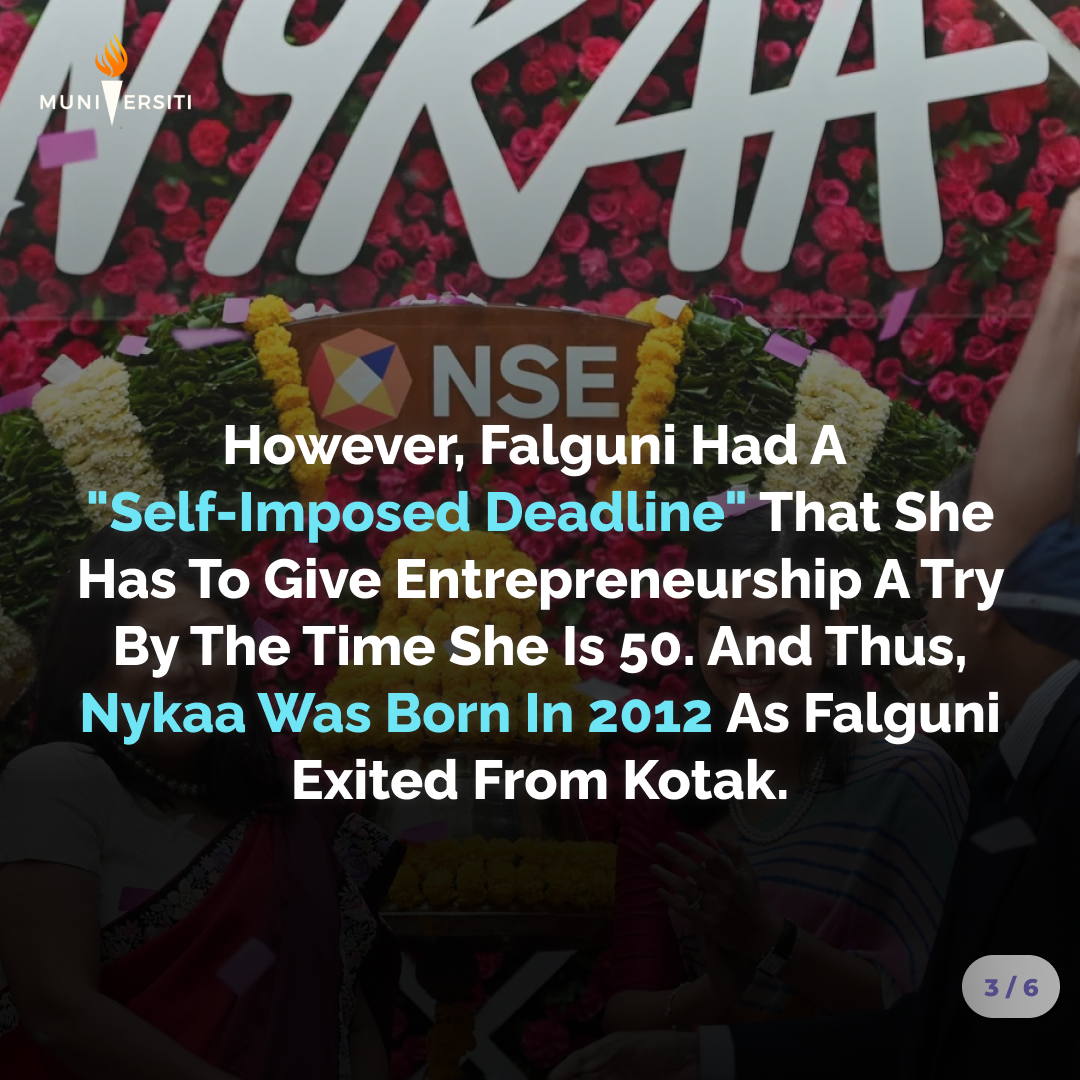 NYKAA
MUNIVERSITI
NSE
However, Falguni Had A
"Self-Imposed Deadline" That She
Has To Give Entrepreneurship A Try
By The Time She Is 50. And Thus,
Nykaa Was Born In 2012 As Falguni
Exited From Kotak.
3 / 6